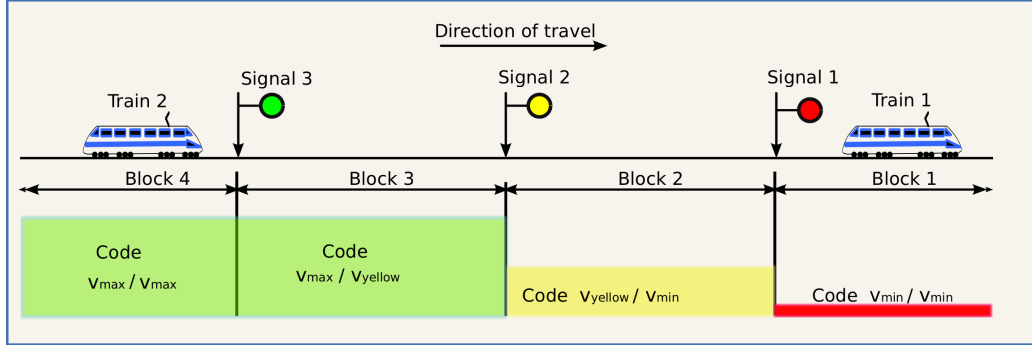 Direction of travel
Signal 3
Signal 2
Signal 1
Train 2
Train 1
Block 4
Block 3
Block 2
Block 1
Code
vmax / vmax
Code
vmax / vyellow
Code vyellow / vmin
Code vmin / vmin